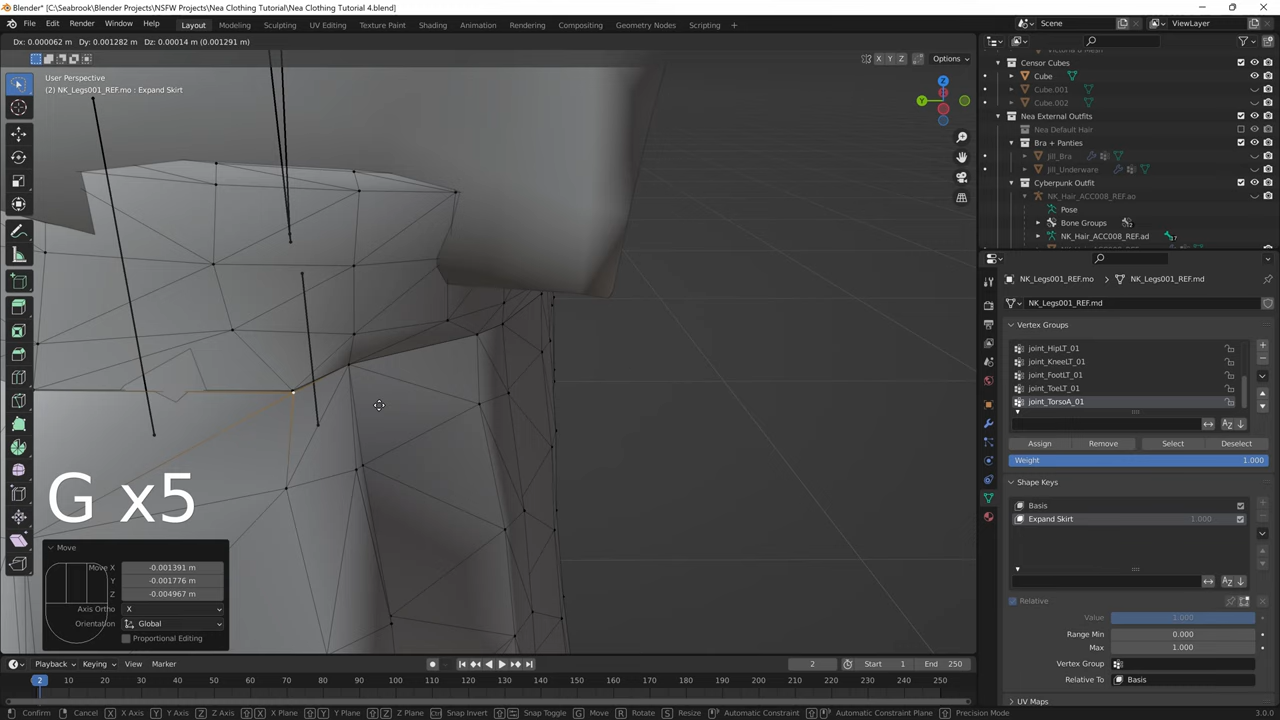 Blender* [C:\Seabrook\Blender Projects\NSFW Projects\Nea Clothing Tutorial\Nea Clothing Tutorial 4.blend]
File Edit Render Window Help Layout Modeling Sculpting UV Editing Texture Paint Shading Animation Rendering Compositing Geometry Nodes Scripting + Scene ViewLayer
Dx: 0.000062 m Dy: 0.001282 m Dz: 0.00014 m (0.001291 m)
X Y Z Options
User Perspective
(2) NK_Legs001_REF.mo : Expand Skirt
Z
Y
Censor Cubes
Cube
Cube.001
Cube.002
Nea External Outfits
Nea Default Hair
Bra + Panties
Jill_Bra
Jill_Underware
Cyberpunk Outfit
NK_Hair_ACC008_REF.ao
Pose
Bone Groups
NK_Hair_ACC008_REF.ad
NK_Legs001_REF.mo > NK_Legs001_REF.md
NK_Legs001_REF.md
Vertex Groups
joint_HipLT_01
joint_KneeLT_01
joint_FootLT_01
joint_ToeLT_01
joint_TorsoA_01
Assign Remove Select Deselect
Weight 1.000
Shape Keys
Basis
Expand Skirt 1.000
Relative
Value 1.000
Range Min 0.000
Max 1.000
Vertex Group
Relative To Basis
UV Maps
G x5
Move
Move X -0.001391 m
Y -0.001776 m
Z -0.004967 m
Axis Ortho X
Orientation Global
Proportional Editing
Playback Keying View Marker 2 Start 1 End 250
2 10 20 30 40 50 60 70 80 90 100 110 120 130 140 150 160 170 180 190 200 210 220 230 240 250
Confirm Cancel X X Axis Y Y Axis Z Z Axis X X Plane Y Y Plane Z Z Plane Snap Invert Snap Toggle G Move R Rotate S Resize Automatic Constraint Automatic Constraint Plane Precision Mode 3.0.0